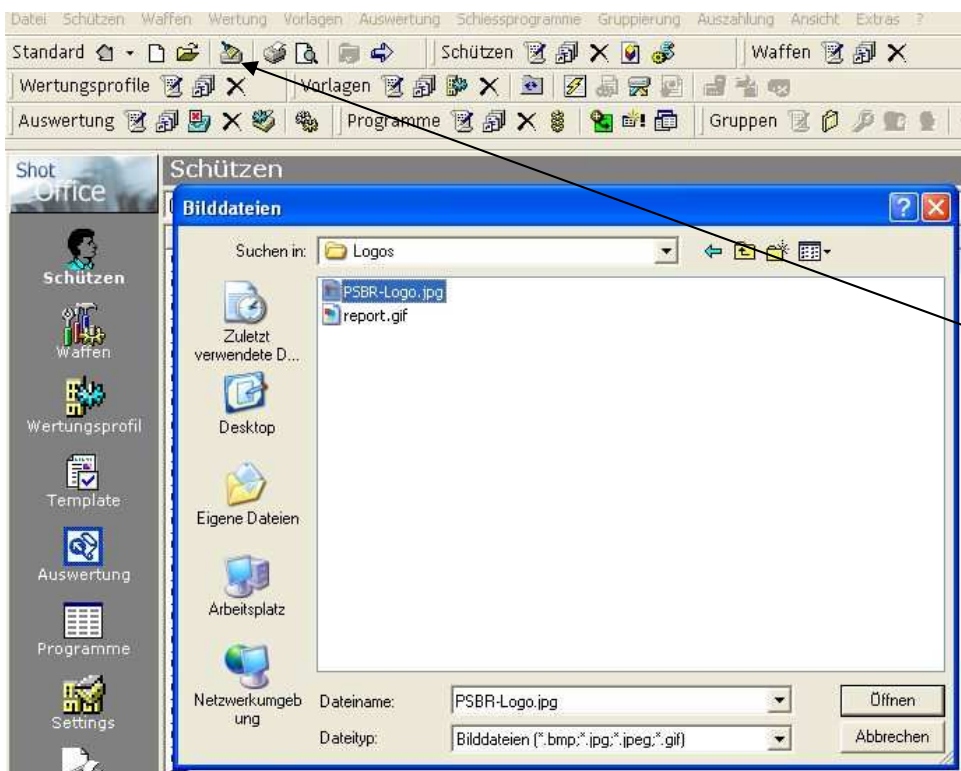 Datei Schützen Waffen Wertung Vorlagen Auswertung Schiessprogramme Gruppierung Auszahlung Ansicht Extras ?
Standard Schützen Waffen
Wertungsprofile Vorlagen
Auswertung Programme Gruppen
Shot Office
Schützen
Bilddateien
Suchen in: Logos
PSBR-Logo.jpg
report.gif
Zuletzt
verwendete D...
Desktop
Eigene Dateien
Arbeitsplatz
Netzwerkumgeb
ung
Dateiname: PSBR-Logo.jpg Öffnen
Dateityp: Bilddateien (*.bmp;*.jpg;*.jpeg;*.gif) Abbrechen
Schützen
Waffen
Wertungsprofil
Template
Auswertung
Programme
Settings